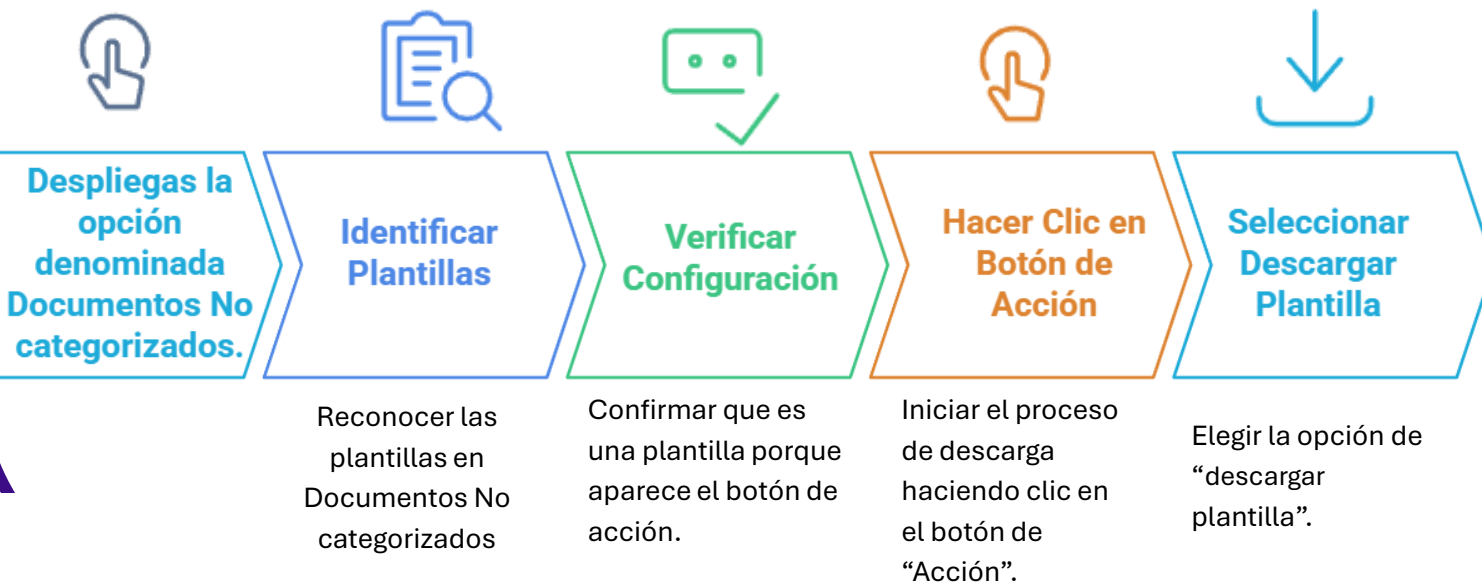 Despliegas la
opción
denominada
Documentos No
categorizados.
Identificar
Plantillas
Verificar
Configuración
Hacer Clic en
Botón de
Acción
Seleccionar
Descargar
Plantilla
Reconocer las
plantillas en
Documentos No
categorizados
Confirmar que es
una plantilla porque
aparece el botón de
acción.
Iniciar el proceso
de descarga
haciendo clic en
el botón de
“Acción”.
Elegir la opción de
“descargar
plantilla”.